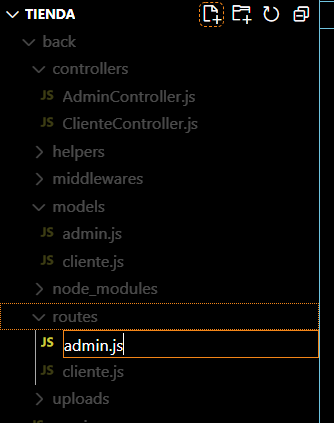 TIENDA
back
controllers
JS AdminController.js
JS ClienteController.js
helpers
middlewares
models
JS admin.js
JS cliente.js
node_modules
routes
JS admin.js
JS cliente.js
uploads